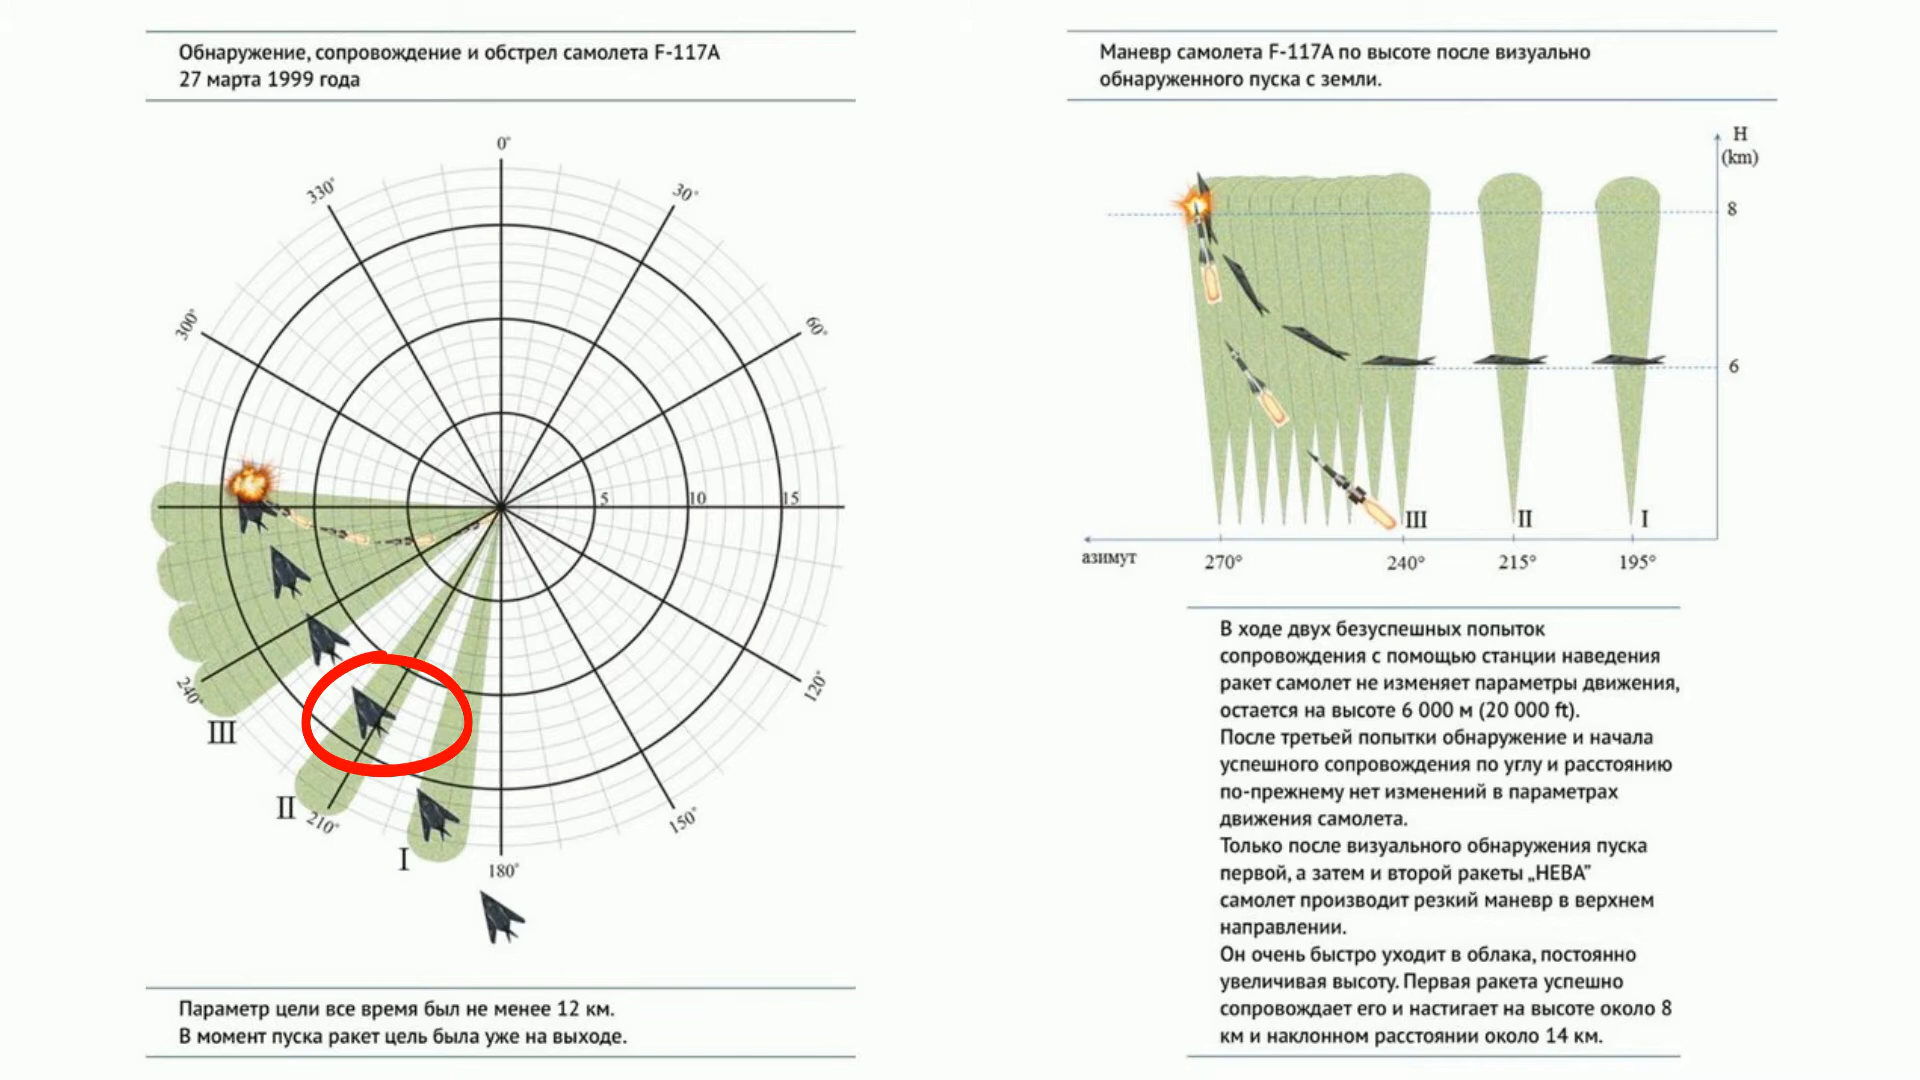 Обнаружение, сопровождение и обстрел самолета F-117A
27 марта 1999 года
0°
30°
60°
120°
150°
180°
210°
240°
300°
330°
5
10
15
I
II
III
Параметр цели все время был не менее 12 км.
В момент пуска ракет цель была уже на выходе.
Маневр самолета F-117A по высоте после визуально
обнаруженного пуска с земли.
H
(km)
8
6
III
II
I
азимут
270°
240°
215°
195°
В ходе двух безуспешных попыток
сопровождения с помощью станции наведения
ракет самолет не изменяет параметры движения,
остается на высоте 6 000 м (20 000 ft).
После третьей попытки обнаружение и начала
успешного сопровождения по углу и расстоянию
по-прежнему нет изменений в параметрах
движения самолета.
Только после визуального обнаружения пуска
первой, а затем и второй ракеты „НЕВА”
самолет производит резкий маневр в верхнем
направлении.
Он очень быстро уходит в облака, постоянно
увеличивая высоту. Первая ракета успешно
сопровождает его и настигает на высоте около 8
км и наклонном расстоянии около 14 км.